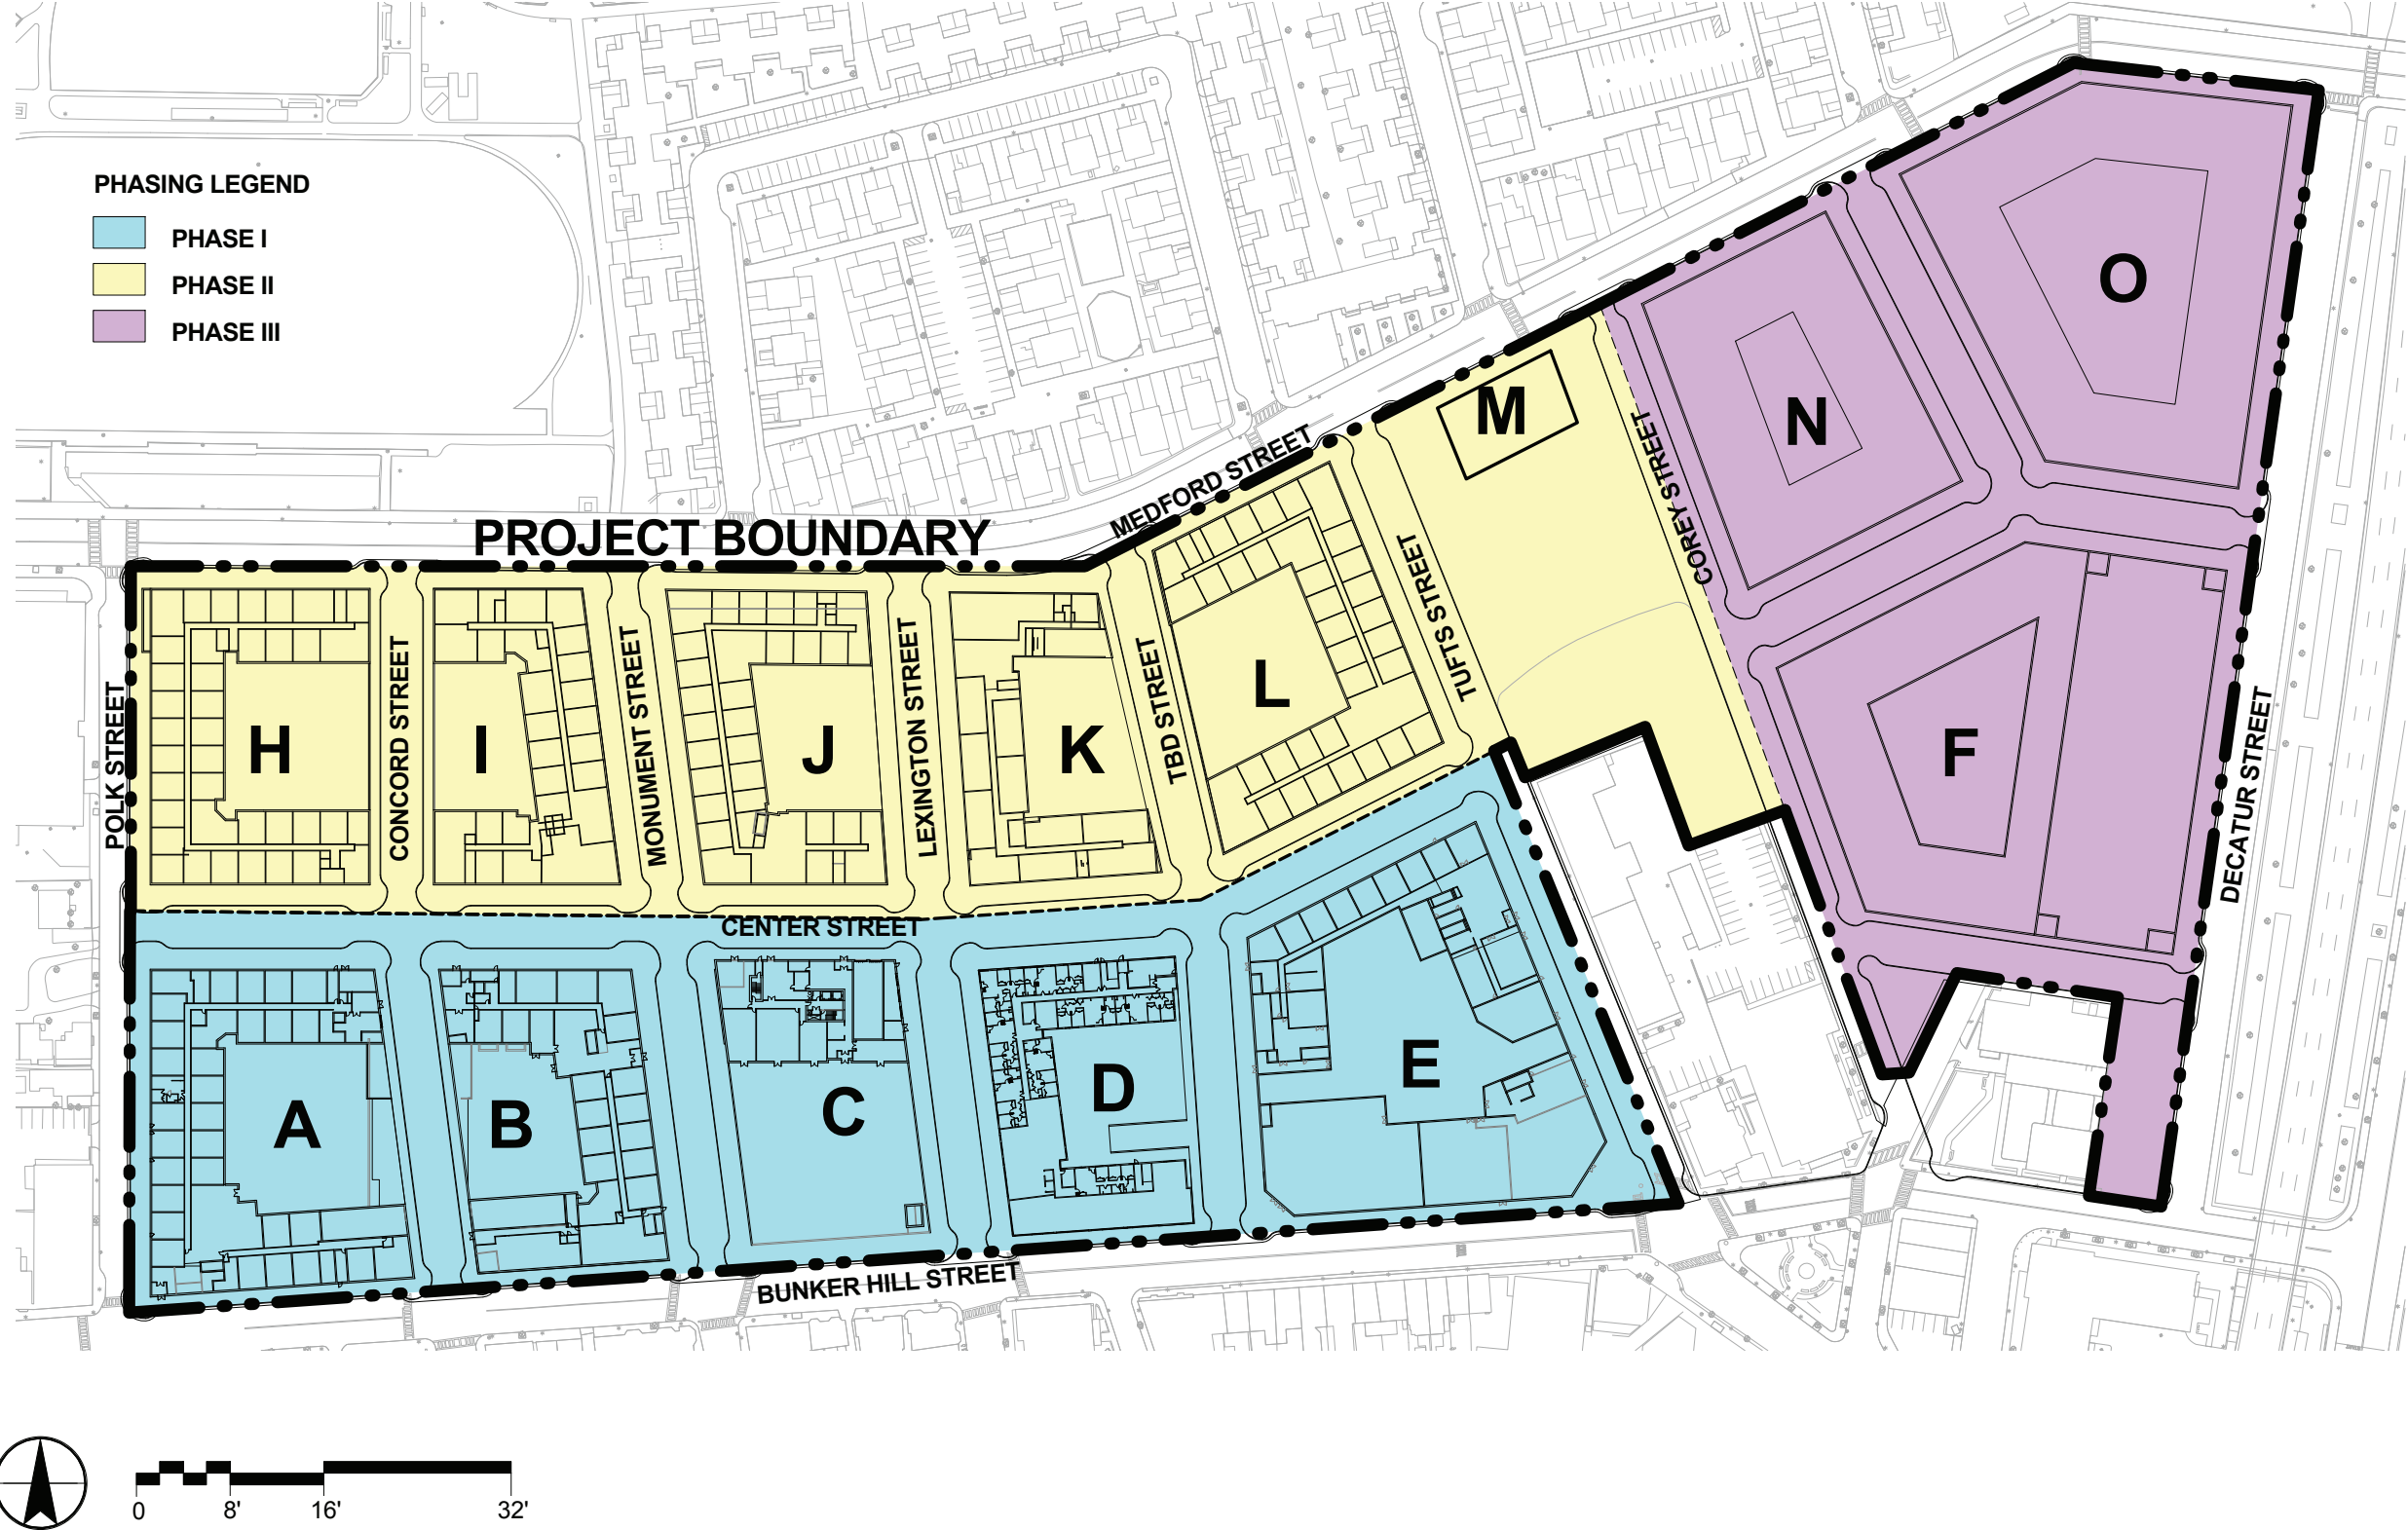 PHASING LEGEND
PHASE I
PHASE II
PHASE III
O
N
M
COREY STREET
MEDFORD STREET
PROJECT BOUNDARY
TUFTS STREET
L
TBD STREET
POLK STREET
H
CONCORD STREET
I
MONUMENT STREET
J
LEXINGTON STREET
K
F
DECATUR STREET
CENTER STREET
A
B
C
D
E
BUNKER HILL STREET
0 8' 16' 32'